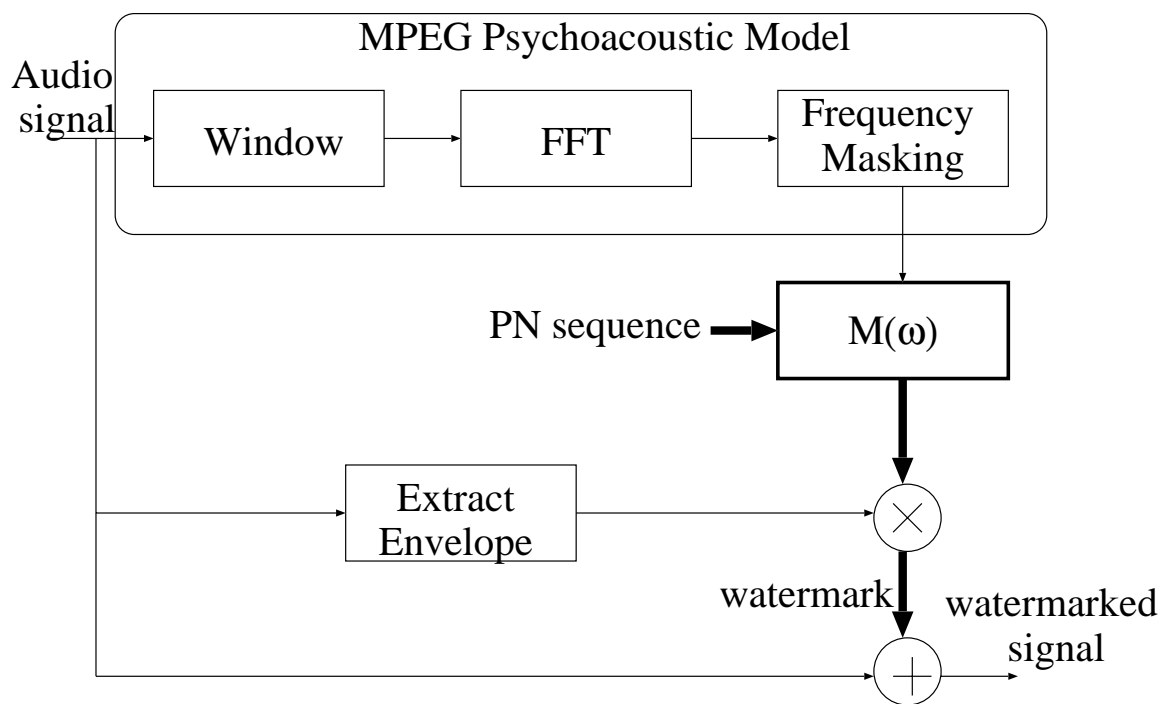 MPEG Psychoacoustic Model
Audio
signal
Window
FFT
Frequency
Masking
PN sequence
M(ω)
Extract
Envelope
×
watermark
+
watermarked
signal